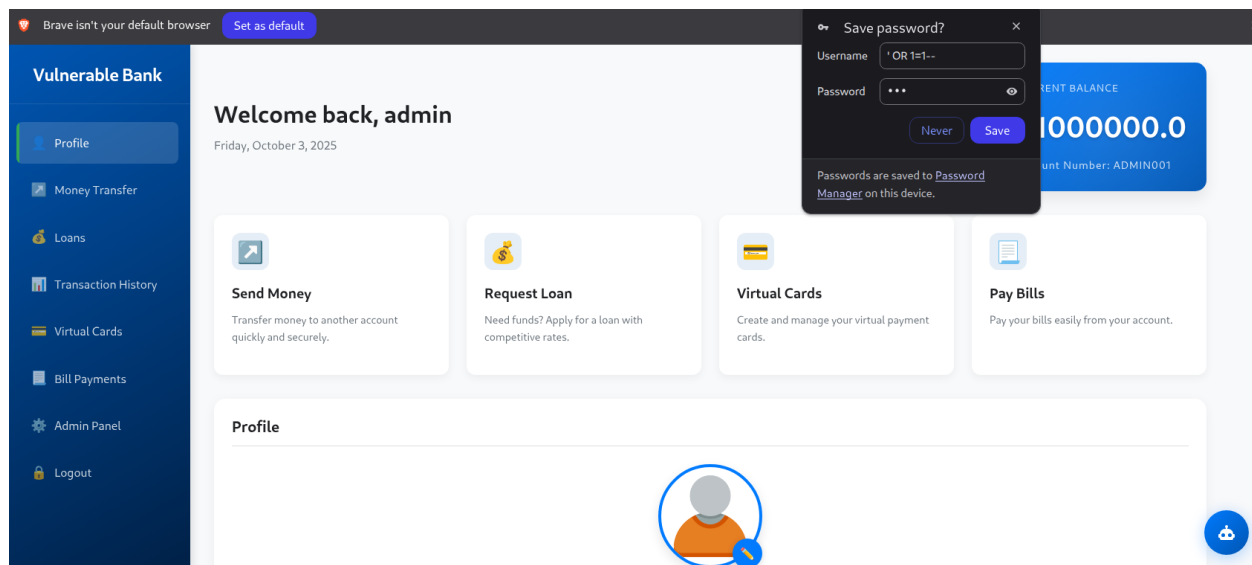 Brave isn't your default browser
Set as default
Save password?
Username
' OR 1=1--
Password
•••
Never
Save
Passwords are saved to Password
Manager on this device.
Vulnerable Bank
Profile
Money Transfer
Loans
Transaction History
Virtual Cards
Bill Payments
Admin Panel
Logout
Welcome back, admin
Friday, October 3, 2025
BALANCE
1000000.0
Number: ADMIN001
Send Money
Transfer money to another account
quickly and securely.
Request Loan
Need funds? Apply for a loan with
competitive rates.
Virtual Cards
Create and manage your virtual payment
cards.
Pay Bills
Pay your bills easily from your account.
Profile